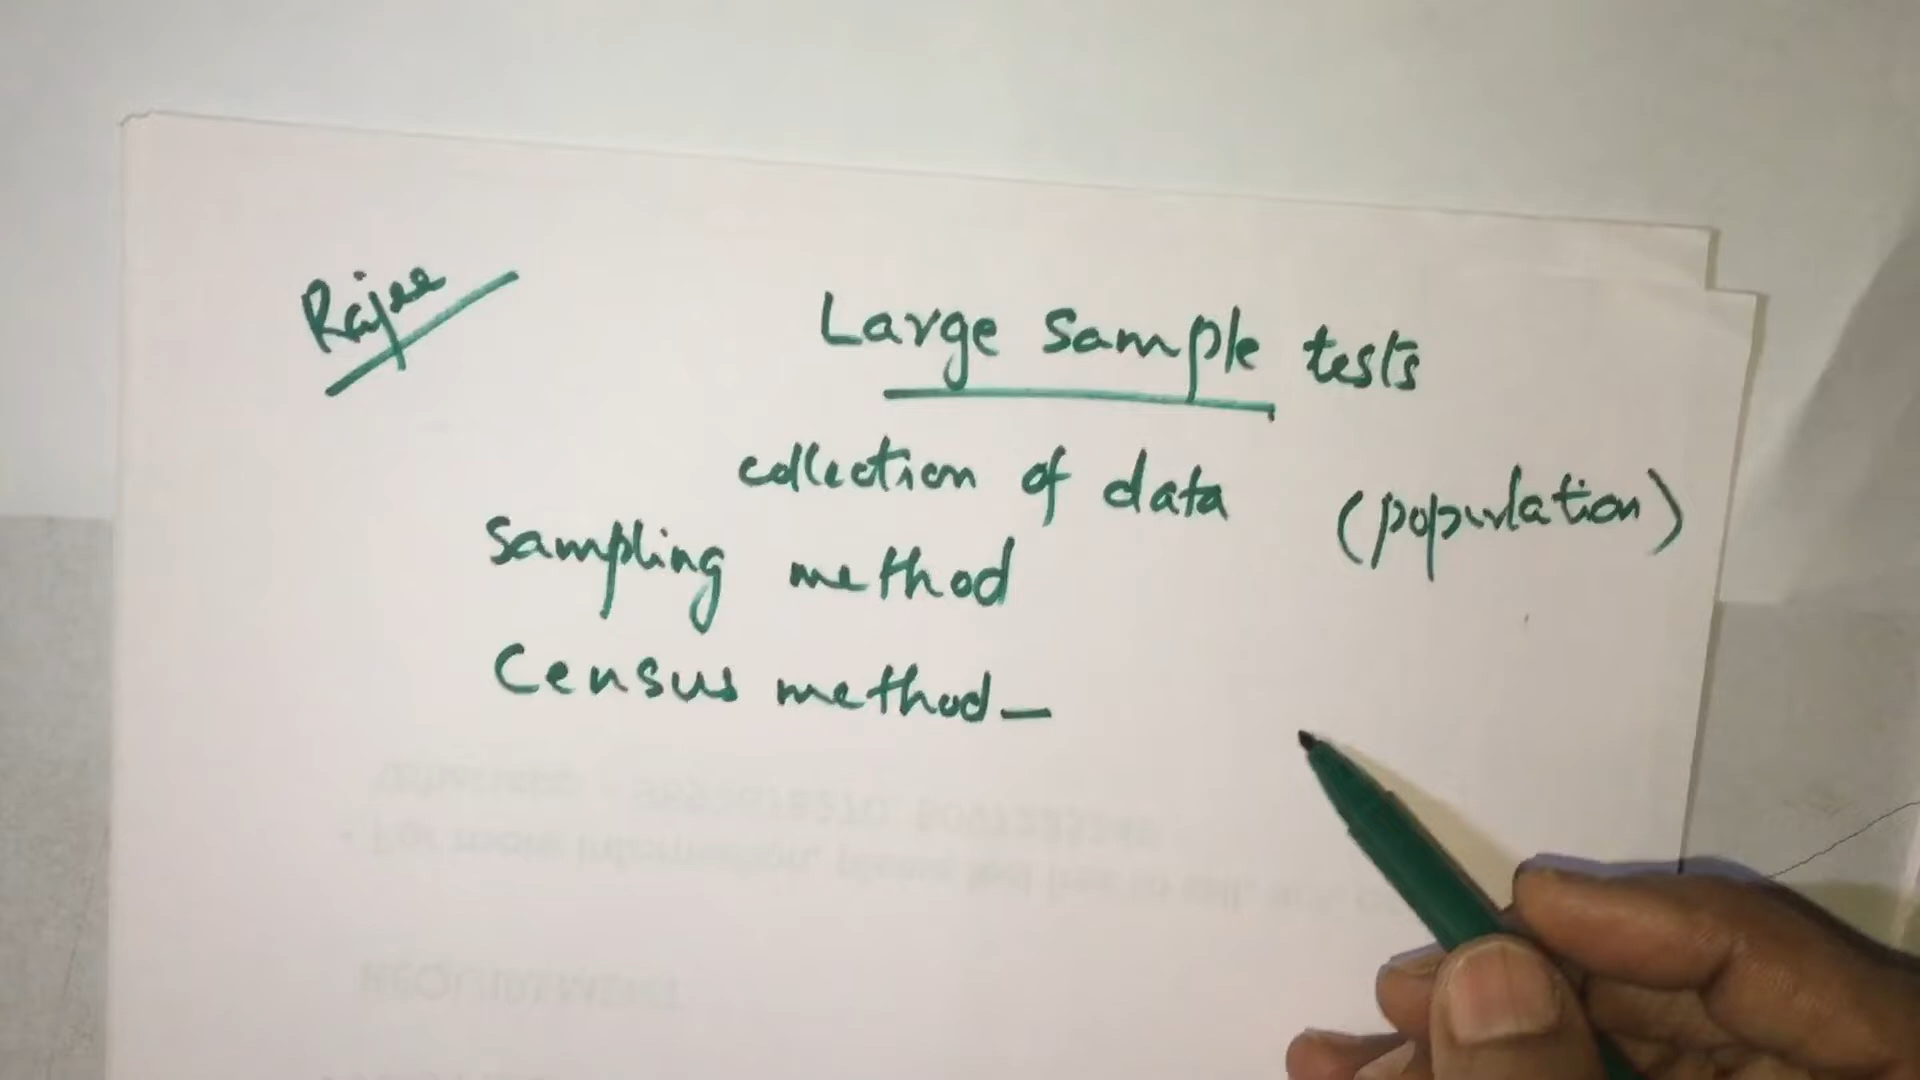 Rajee
Large Sample tests
collection of data (population)
Sampling method
Census method –